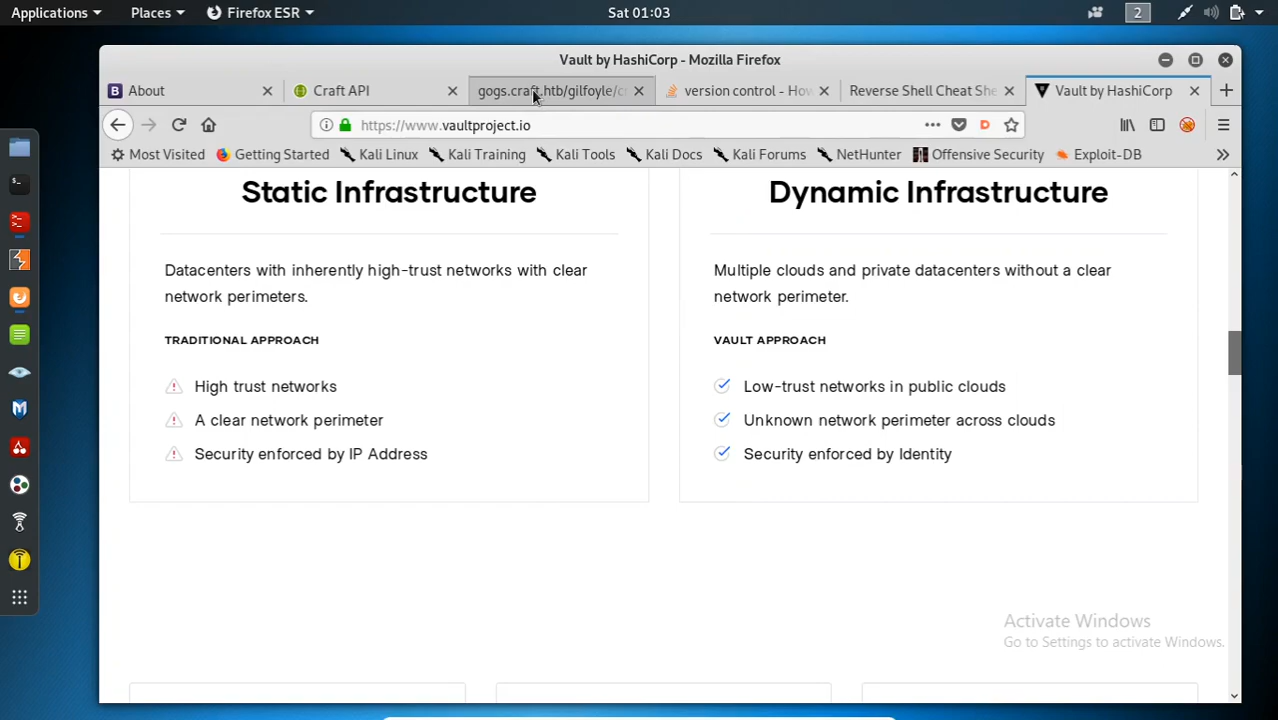 Applications Places Firefox ESR Sat 01:03 2
Vault by HashiCorp - Mozilla Firefox
About Craft API gogs.craft.htb/gilfoyle/c version control - How Reverse Shell Cheat She Vault by HashiCorp
https://www.vaultproject.io
Most Visited Getting Started Kali Linux Kali Training Kali Tools Kali Docs Kali Forums NetHunter Offensive Security Exploit-DB
Static Infrastructure Dynamic Infrastructure
Datacenters with inherently high-trust networks with clear Multiple clouds and private datacenters without a clear
network perimeters. network perimeter.
TRADITIONAL APPROACH VAULT APPROACH
High trust networks Low-trust networks in public clouds
A clear network perimeter Unknown network perimeter across clouds
Security enforced by IP Address Security enforced by Identity
Activate Windows
Go to Settings to activate Windows.